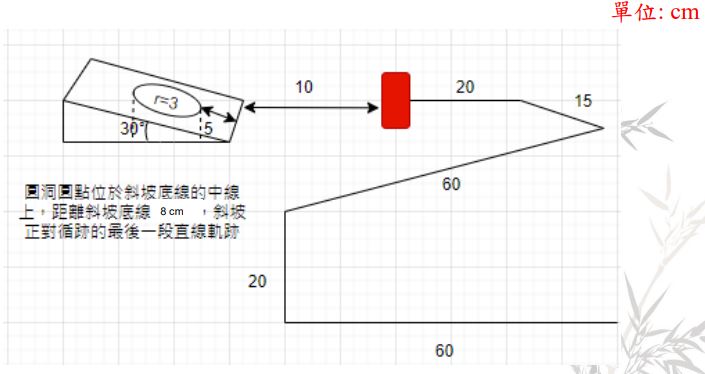 單位: cm
10
20
15
r=3
30°
5
60
圓洞圓點位於斜坡底線的中線
上，距離斜坡底線 8 cm ，斜坡
正對循跡的最後一段直線軌跡
20
60